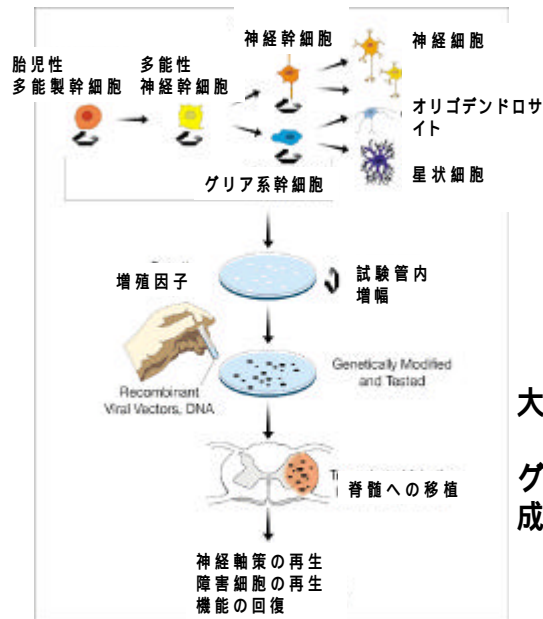 神経幹細胞
神経細胞
胎児性
多能製幹細胞
多能性
神経幹細胞
オリゴデンドロサ
イト
グリア系幹細胞
星状細胞
増殖因子
試験管内
増幅
Recombinant
Viral Vectors, DNA
Genetically Modified
and Tested
脊髄への移植
神経軸策の再生
障害細胞の再生
機能の回復
大
グ
成